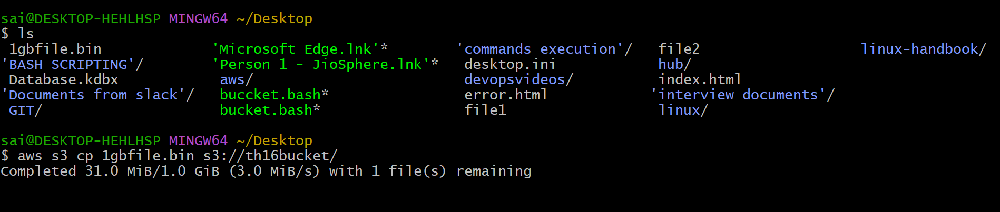 sai@DESKTOP-HEHLHSP MINGW64 ~/Desktop
$ ls
 1gbfile.bin             'Microsoft Edge.lnk'*        'commands execution'/   file2                   linux-handbook/
'BASH SCRIPTING'/        'Person 1 - JioSphere.lnk'*   desktop.ini            hub/
 Database.kdbx            aws/                         devopsvideos/          index.html
'Documents from slack'/   buccket.bash*                error.html            'interview documents'/
 GIT/                     bucket.bash*                 file1                  linux/
sai@DESKTOP-HEHLHSP MINGW64 ~/Desktop
$ aws s3 cp 1gbfile.bin s3://th16bucket/
Completed 31.0 MiB/1.0 GiB (3.0 MiB/s) with 1 file(s) remaining